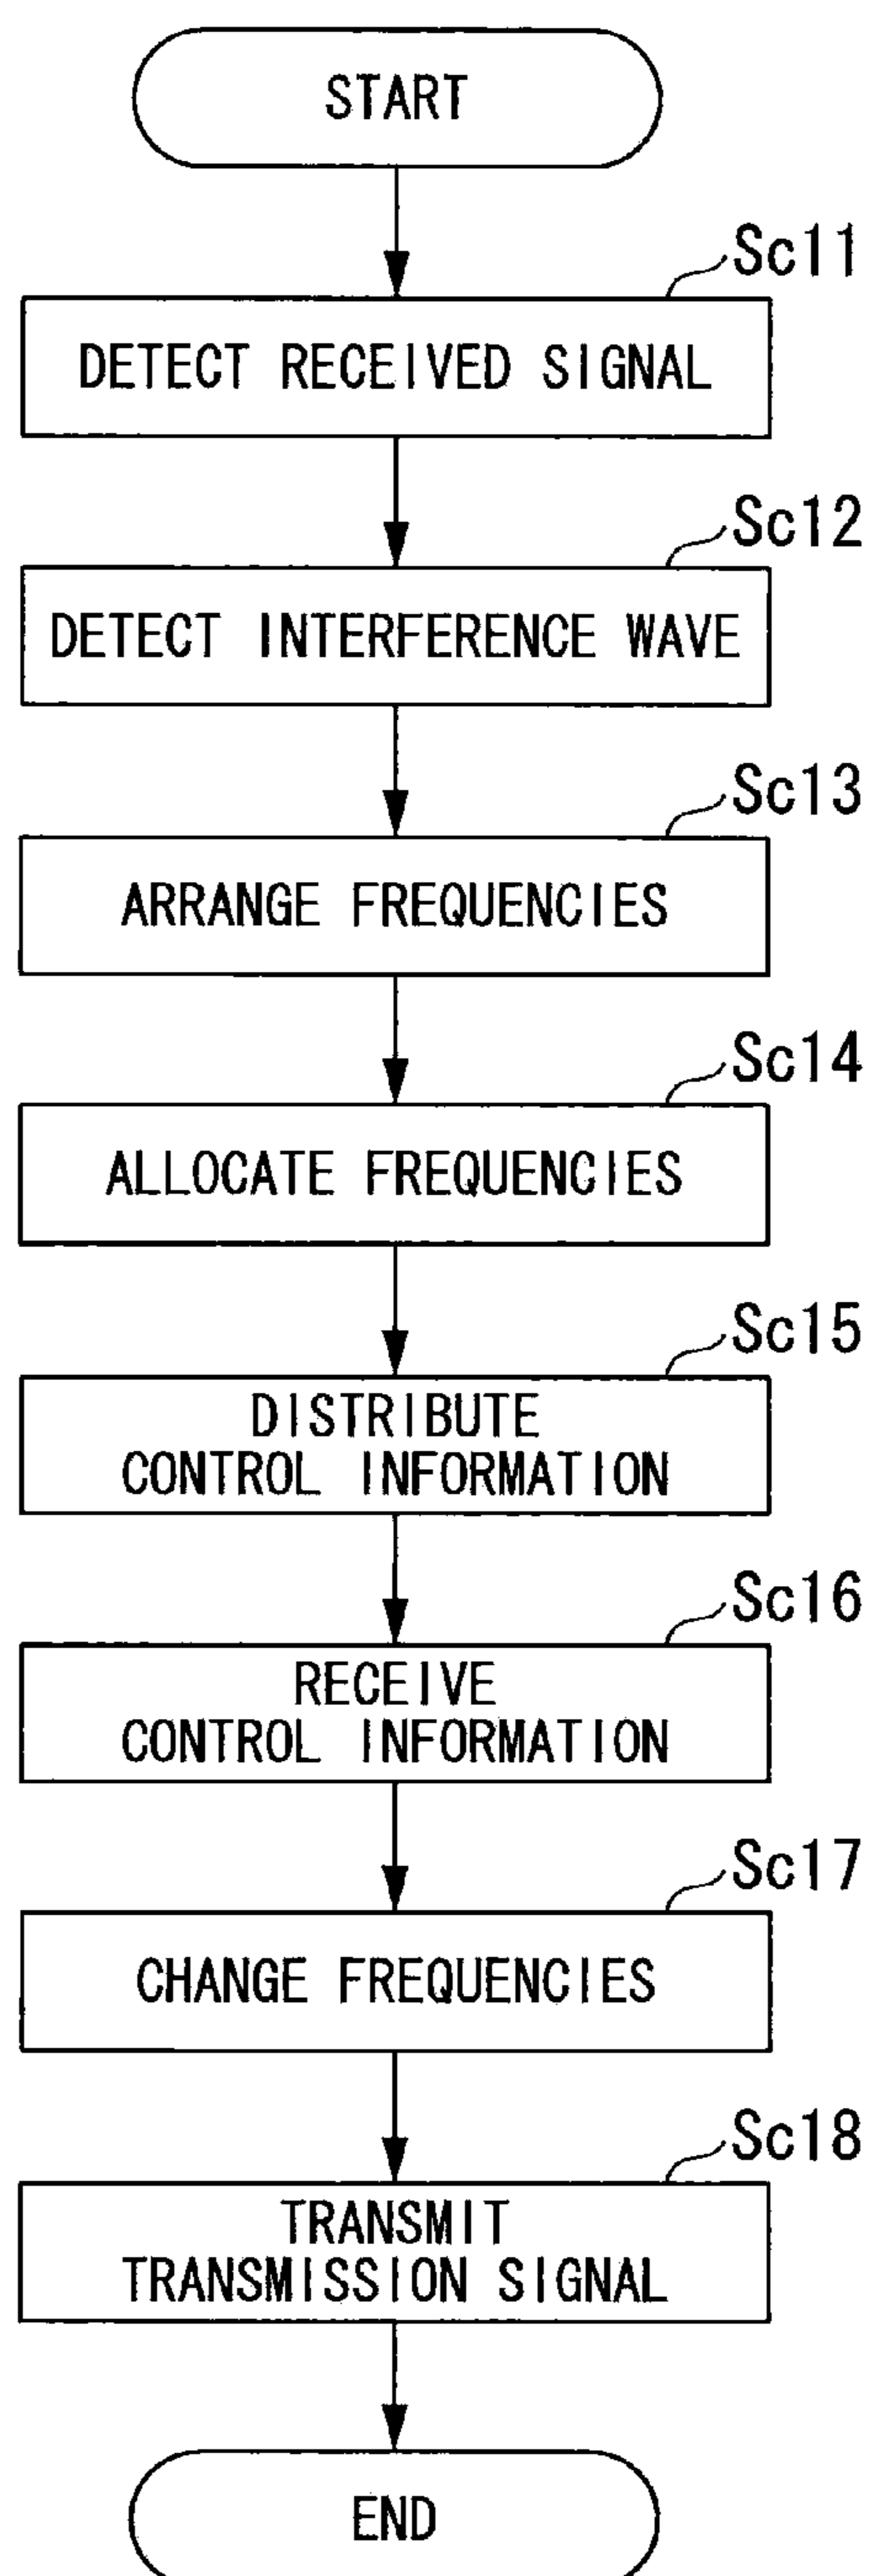 START
Sc11
DETECT RECEIVED SIGNAL
Sc12
DETECT INTERFERENCE WAVE
Sc13
ARRANGE FREQUENCIES
Sc14
ALLOCATE FREQUENCIES
Sc15
DISTRIBUTE
CONTROL INFORMATION
Sc16
RECEIVE
CONTROL INFORMATION
Sc17
CHANGE FREQUENCIES
Sc18
TRANSMIT
TRANSMISSION SIGNAL
END